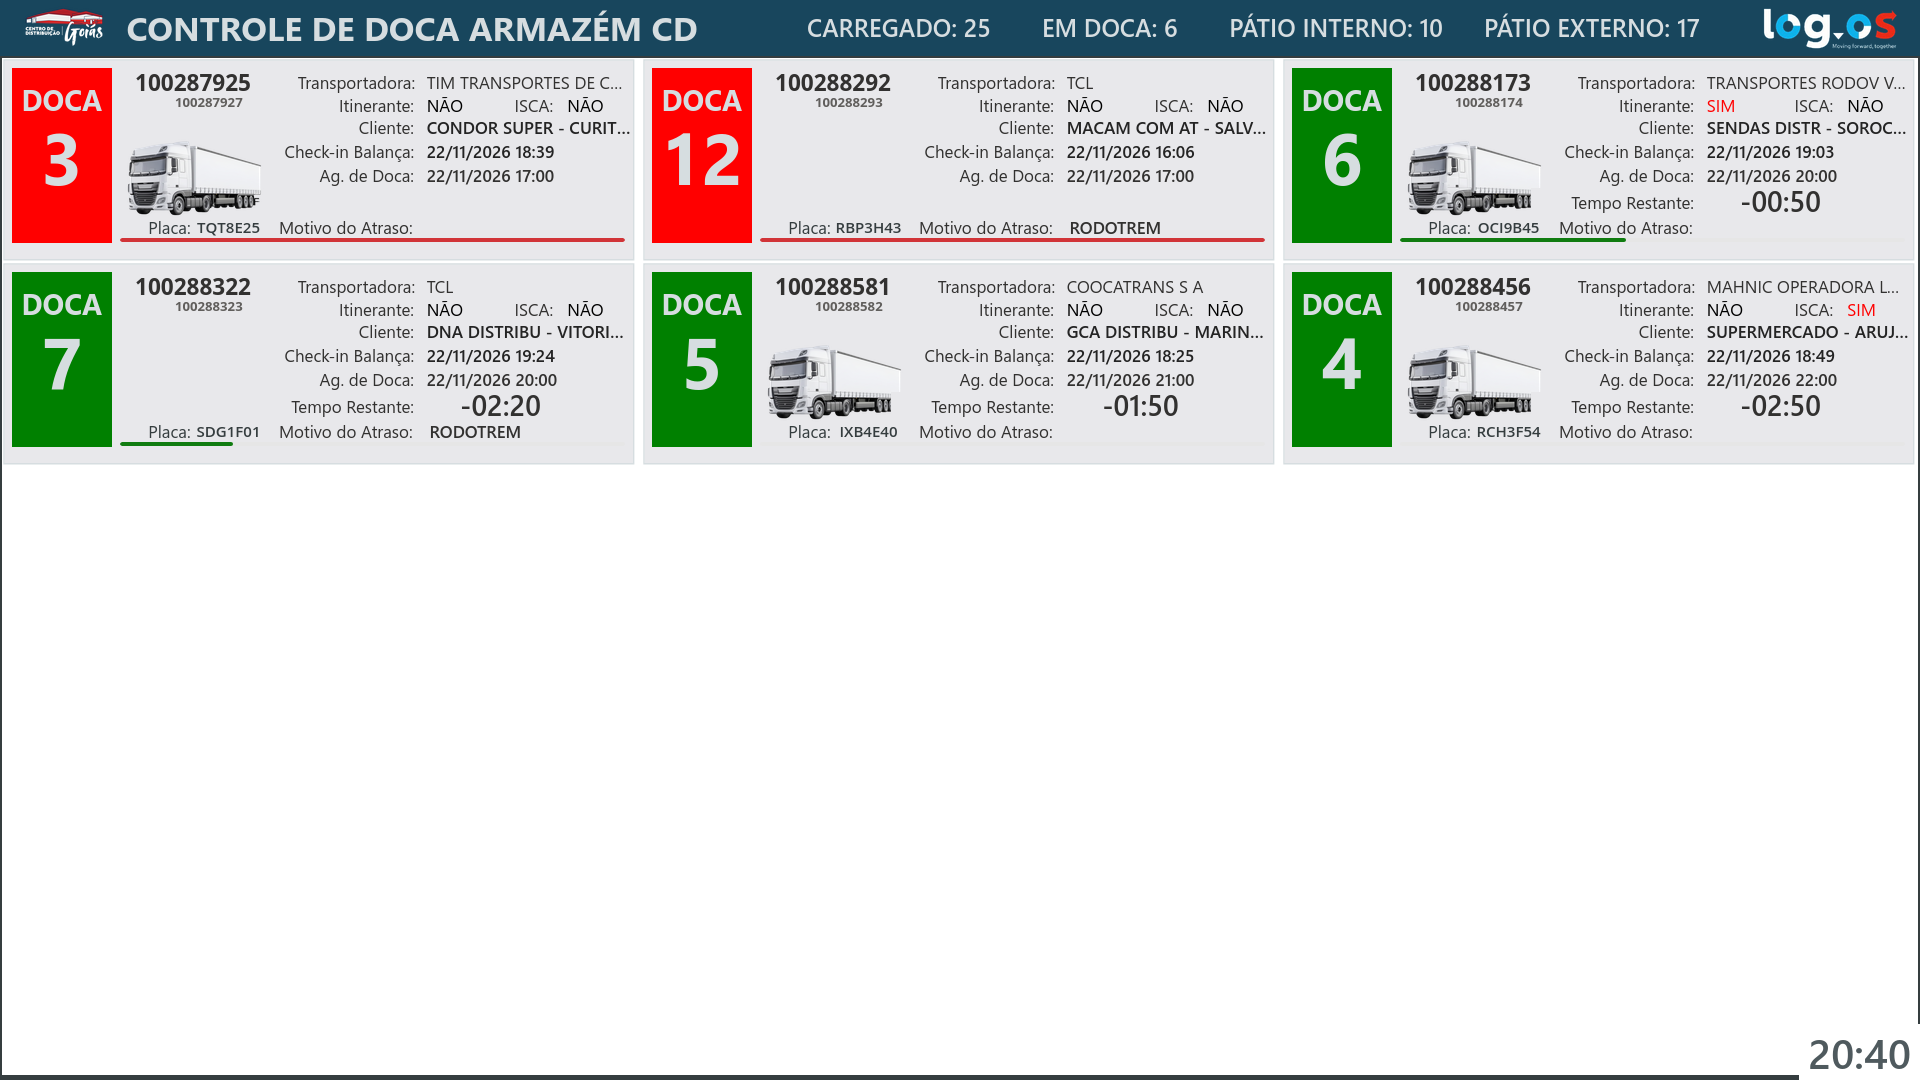 CENTRO DE DISTRIBUIÇÃO Goiás
CONTROLE DE DOCA ARMAZÉM CD
CARREGADO: 25 EM DOCA: 6 PÁTIO INTERNO: 10 PÁTIO EXTERNO: 17
log.os
Moving forward, together
DOCA
3
100287925
100287927
Transportadora: TIM TRANSPORTES DE C...
Itinerante: NÃO ISCA: NÃO
Cliente: CONDOR SUPER - CURIT...
Check-in Balança: 22/11/2026 18:39
Ag. de Doca: 22/11/2026 17:00
Placa: TQT8E25 Motivo do Atraso:
DOCA
12
100288292
100288293
Transportadora: TCL
Itinerante: NÃO ISCA: NÃO
Cliente: MACAM COM AT - SALV...
Check-in Balança: 22/11/2026 16:06
Ag. de Doca: 22/11/2026 17:00
Placa: RBP3H43 Motivo do Atraso: RODOTREM
DOCA
6
100288173
100288174
Transportadora: TRANSPORTES RODOV V...
Itinerante: SIM ISCA: NÃO
Cliente: SENDAS DISTR - SOROC...
Check-in Balança: 22/11/2026 19:03
Ag. de Doca: 22/11/2026 20:00
Tempo Restante: -00:50
Placa: OCI9B45 Motivo do Atraso:
DOCA
7
100288322
100288323
Transportadora: TCL
Itinerante: NÃO ISCA: NÃO
Cliente: DNA DISTRIBU - VITORI...
Check-in Balança: 22/11/2026 19:24
Ag. de Doca: 22/11/2026 20:00
Tempo Restante: -02:20
Placa: SDG1F01 Motivo do Atraso: RODOTREM
DOCA
5
100288581
100288582
Transportadora: COOCATRANS S A
Itinerante: NÃO ISCA: NÃO
Cliente: GCA DISTRIBU - MARIN...
Check-in Balança: 22/11/2026 18:25
Ag. de Doca: 22/11/2026 21:00
Tempo Restante: -01:50
Placa: IXB4E40 Motivo do Atraso:
DOCA
4
100288456
100288457
Transportadora: MAHNIC OPERADORA L...
Itinerante: NÃO ISCA: SIM
Cliente: SUPERMERCADO - ARUJ...
Check-in Balança: 22/11/2026 18:49
Ag. de Doca: 22/11/2026 22:00
Tempo Restante: -02:50
Placa: RCH3F54 Motivo do Atraso:
20:40